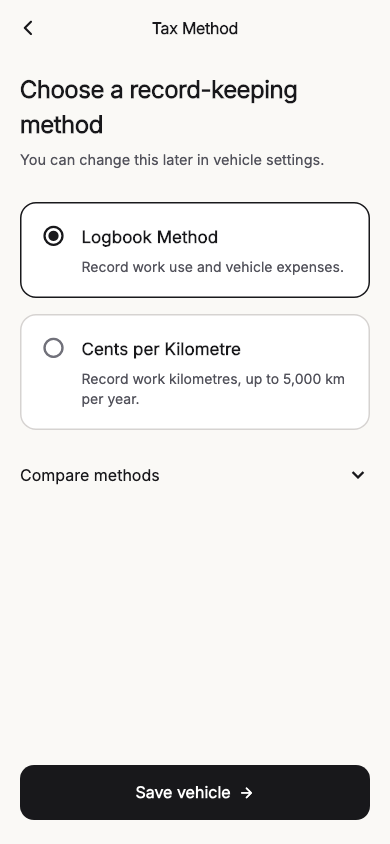 Tax Method
Choose a record-keeping
method
You can change this later in vehicle settings.
Logbook Method
Record work use and vehicle expenses.
Cents per Kilometre
Record work kilometres, up to 5,000 km
per year.
Compare methods
Save vehicle →